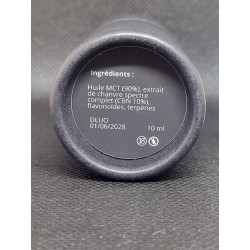 Ingrédients :
Huile MCT (90%), extrait
de chanvre spectre
complet (CBN 10%),
flavonoïdes, terpènes
DLUO
01/06/2028 10 ml